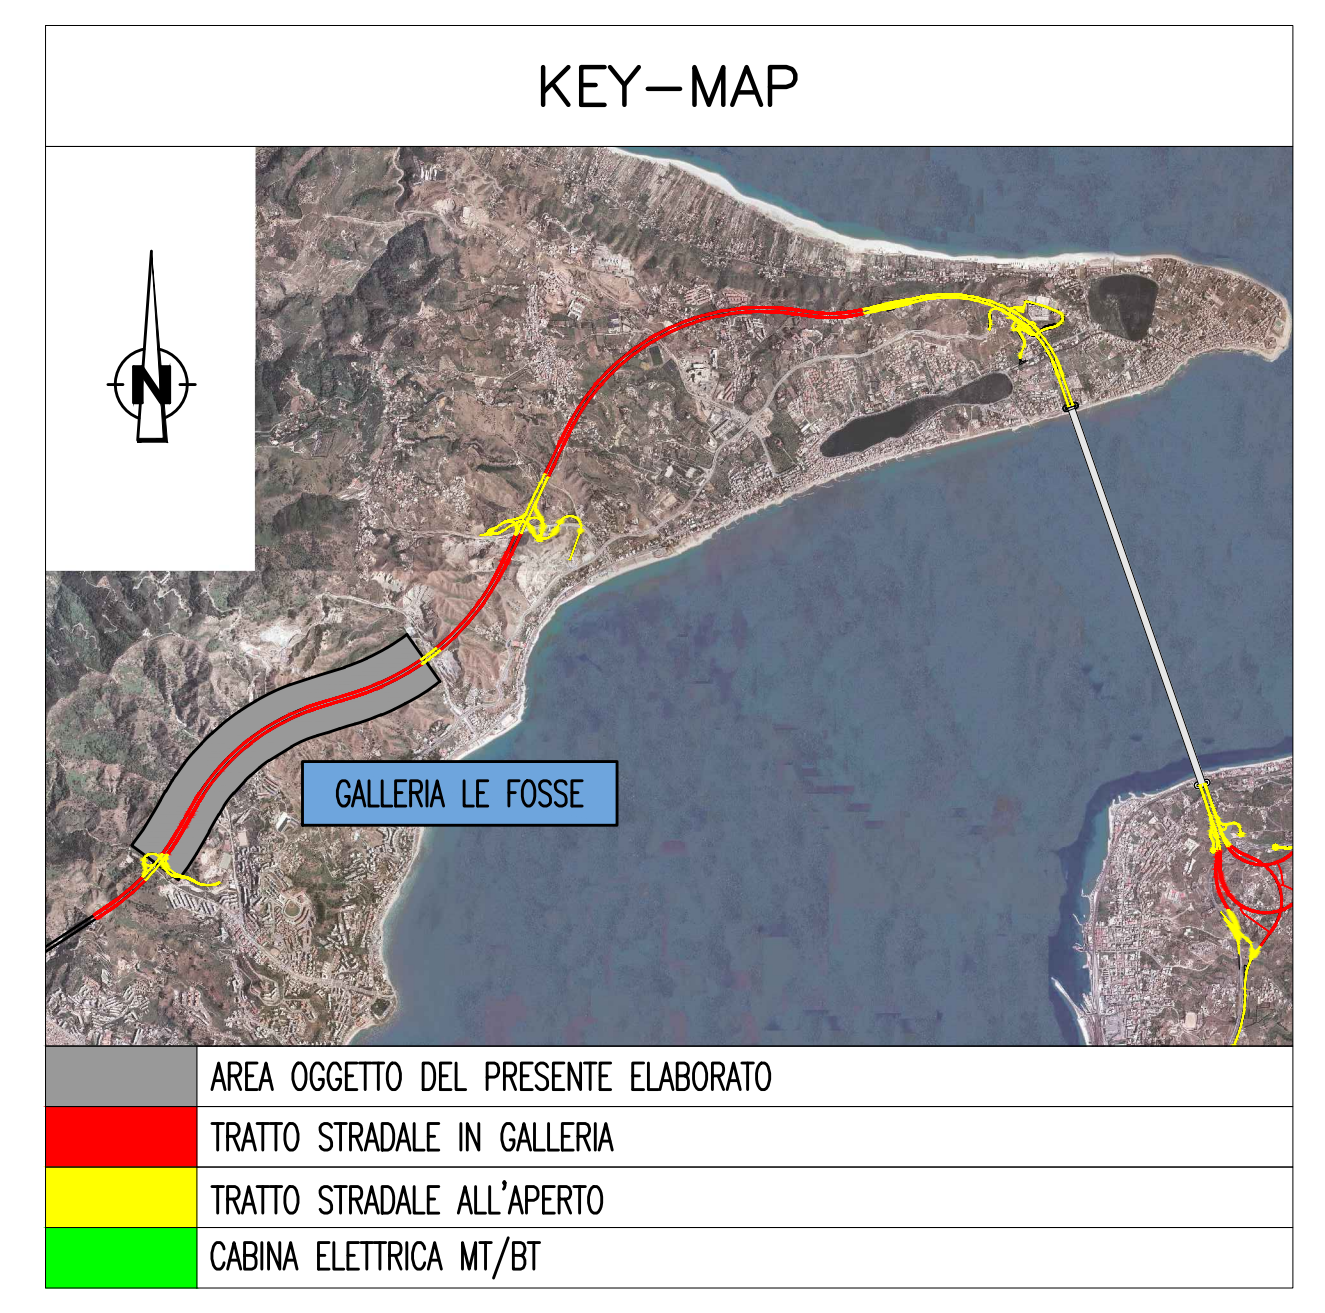 KEY-MAP
N
GALLERIA LE FOSSE
AREA OGGETTO DEL PRESENTE ELABORATO
TRATTO STRADALE IN GALLERIA
TRATTO STRADALE ALL'APERTO
CABINA ELETTRICA MT/BT